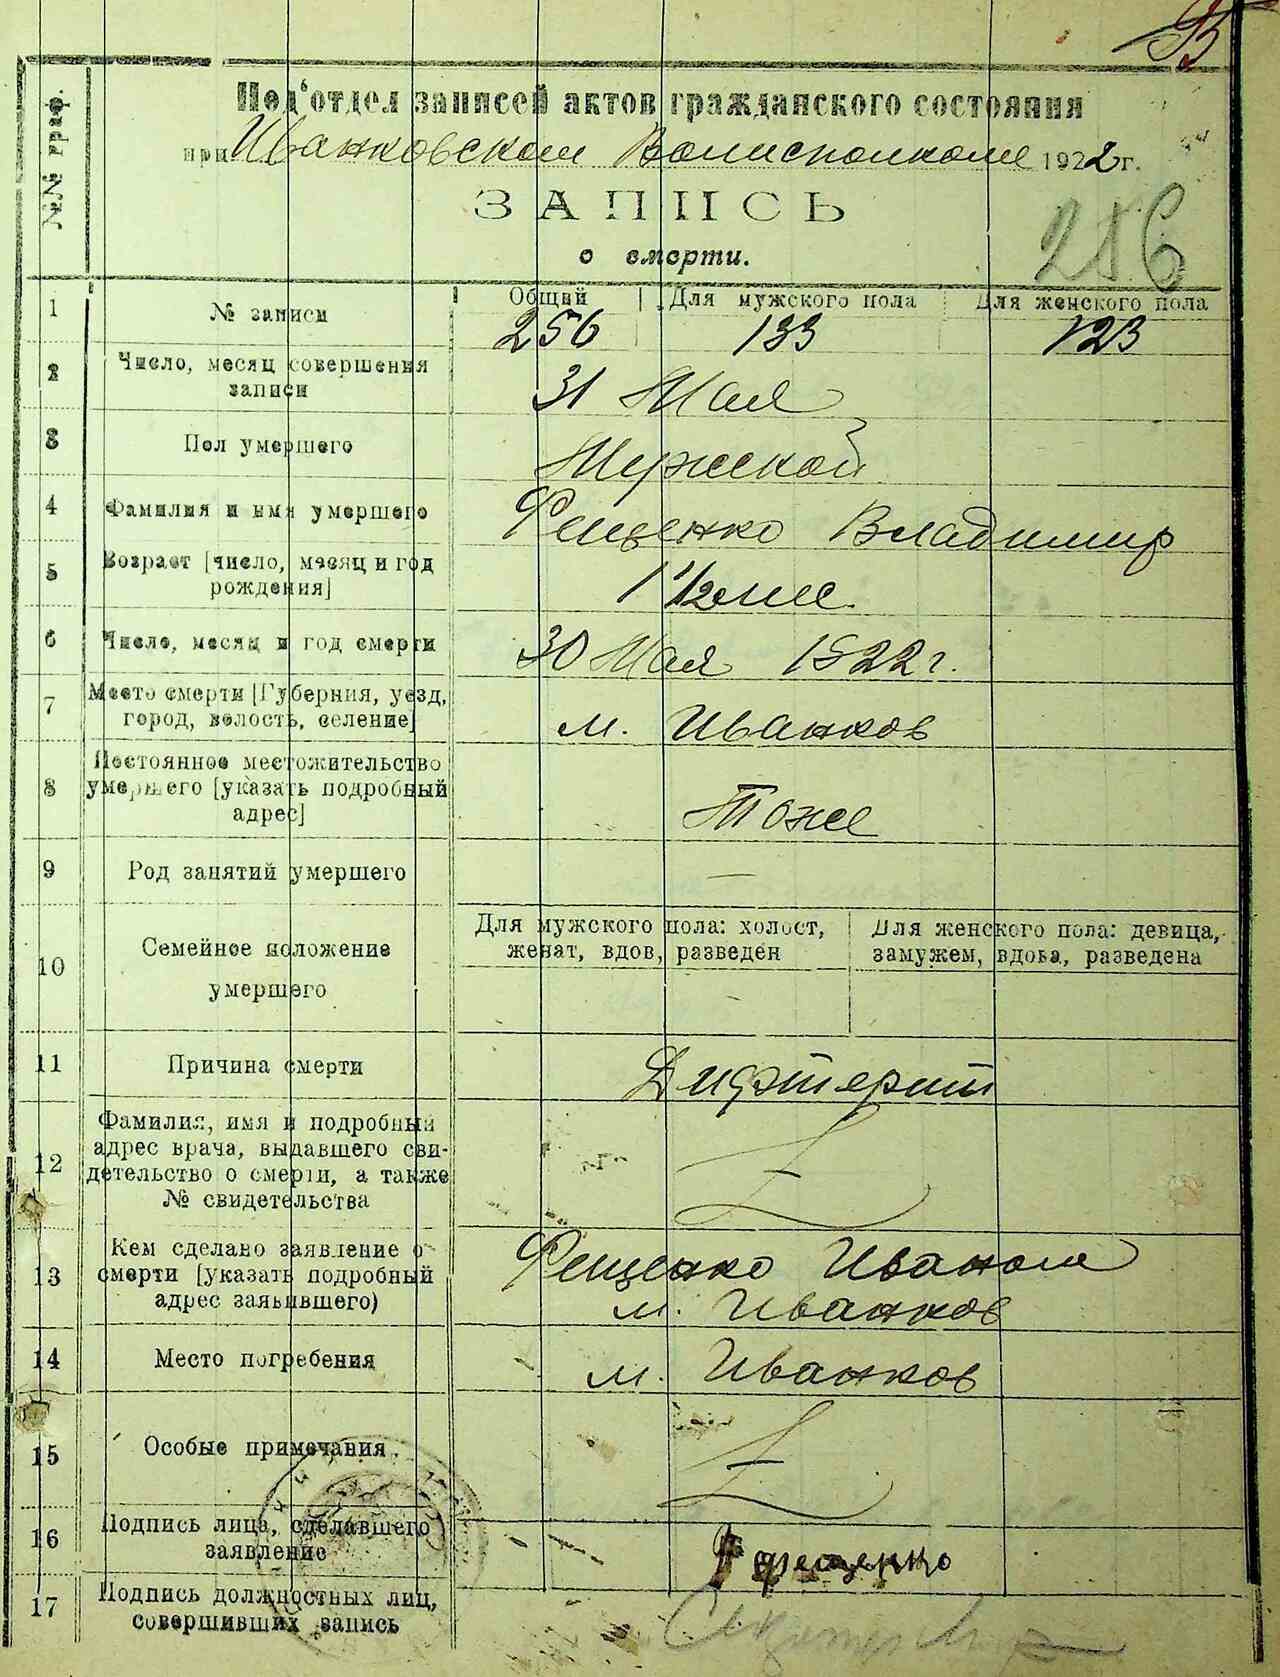 №№ граф.
Под'отдел записей актов гражданского состояния
при Иванковском Волисполкоме 1922 г.
ЗАПИСЬ
о смерти.
256
1 № записи Общий Для мужского пола Для женского пола
256 133 123
2 Число, месяц совершения записи 31 Мая
3 Пол умершего Мужской
4 Фамилия и имя умершего Фещенко Владимир
5 Возраст [число, месяц и год рождения] 1 1/2
6 Число, месяц и год смерти 30 Мая 1922 г.
7 Место смерти [Губерния, уезд, город, волость, селение] м. Иванков
8 Постоянное местожительство умершего [указать подробный адрес] Тоже
9 Род занятий умершего —
10 Семейное положение умершего
Для мужского пола: холост, женат, вдов, разведен
Для женского пола: девица, замужем, вдова, разведена
—
11 Причина смерти Дифтерит
12 Фамилия, имя и подробный адрес врача, выдавшего свидетельство о смерти, а также № свидетельства
13 Кем сделано заявление о смерти [указать подробный адрес заявившего) Фещенко Иваном
м. Иванков
14 Место погребения м. Иванков
15 Особые примечания.
16 Подпись лица, сделавшего заявление Фещенко
17 Подпись должностных лиц, совершивших запись